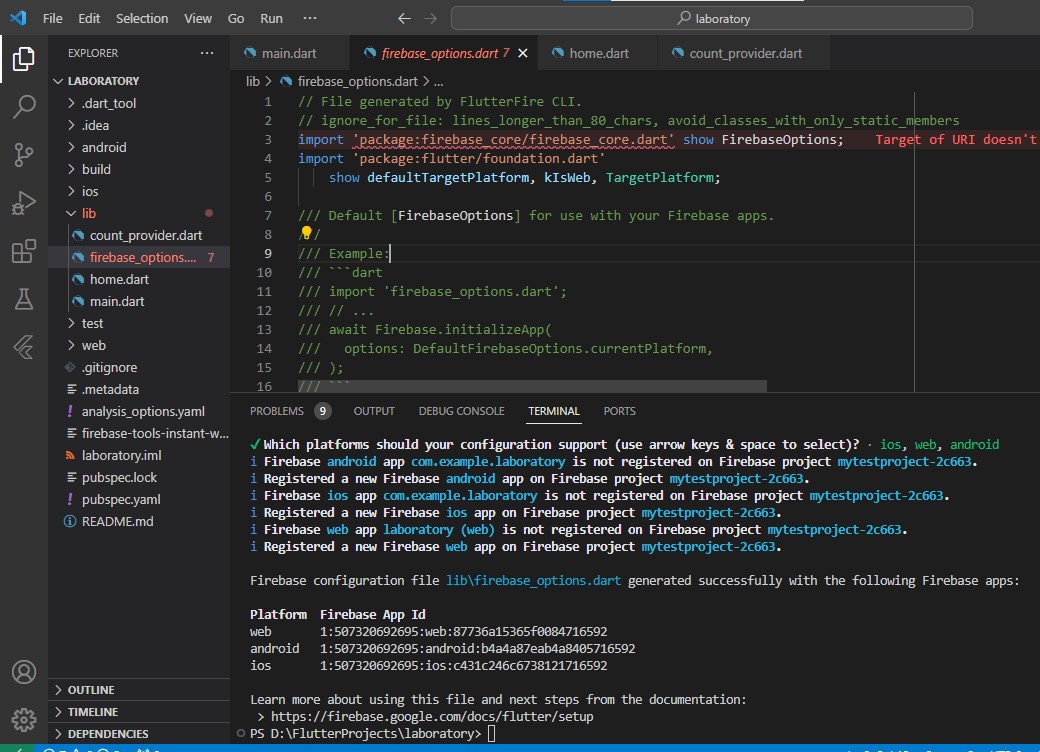 File Edit Selection View Go Run ··· laboratory
EXPLORER ···
LABORATORY
.dart_tool
.idea
android
build
ios
lib
count_provider.dart
firebase_options.... 7
home.dart
main.dart
test
web
.gitignore
.metadata
analysis_options.yaml
firebase-tools-instant-w...
laboratory.iml
pubspec.lock
pubspec.yaml
README.md
OUTLINE
TIMELINE
DEPENDENCIES
main.dart firebase_options.dart 7 home.dart count_provider.dart
lib > firebase_options.dart > ...
1 // File generated by FlutterFire CLI.
2 // ignore_for_file: lines_longer_than_80_chars, avoid_classes_with_only_static_members
3 import 'package:firebase_core/firebase_core.dart' show FirebaseOptions; Target of URI doesn't
4 import 'package:flutter/foundation.dart'
5 show defaultTargetPlatform, kIsWeb, TargetPlatform;
6
7 /// Default [FirebaseOptions] for use with your Firebase apps.
8 /
9 /// Example:
10 /// ```dart
11 /// import 'firebase_options.dart';
12 /// // ...
13 /// await Firebase.initializeApp(
14 /// options: DefaultFirebaseOptions.currentPlatform,
15 /// );
16 /// ```
PROBLEMS 9 OUTPUT DEBUG CONSOLE TERMINAL PORTS
✓ Which platforms should your configuration support (use arrow keys & space to select)? · ios, web, android
i Firebase android app com.example.laboratory is not registered on Firebase project mytestproject-2c663.
i Registered a new Firebase android app on Firebase project mytestproject-2c663.
i Firebase ios app com.example.laboratory is not registered on Firebase project mytestproject-2c663.
i Registered a new Firebase ios app on Firebase project mytestproject-2c663.
i Firebase web app laboratory (web) is not registered on Firebase project mytestproject-2c663.
i Registered a new Firebase web app on Firebase project mytestproject-2c663.
Firebase configuration file lib\firebase_options.dart generated successfully with the following Firebase apps:
Platform Firebase App Id
web 1:507320692695:web:87736a15365f0084716592
android 1:507320692695:android:b4a4a87eab4a8405716592
ios 1:507320692695:ios:c431c246c6738121716592
Learn more about using this file and next steps from the documentation:
> https://firebase.google.com/docs/flutter/setup
PS D:\FlutterProjects\laboratory>